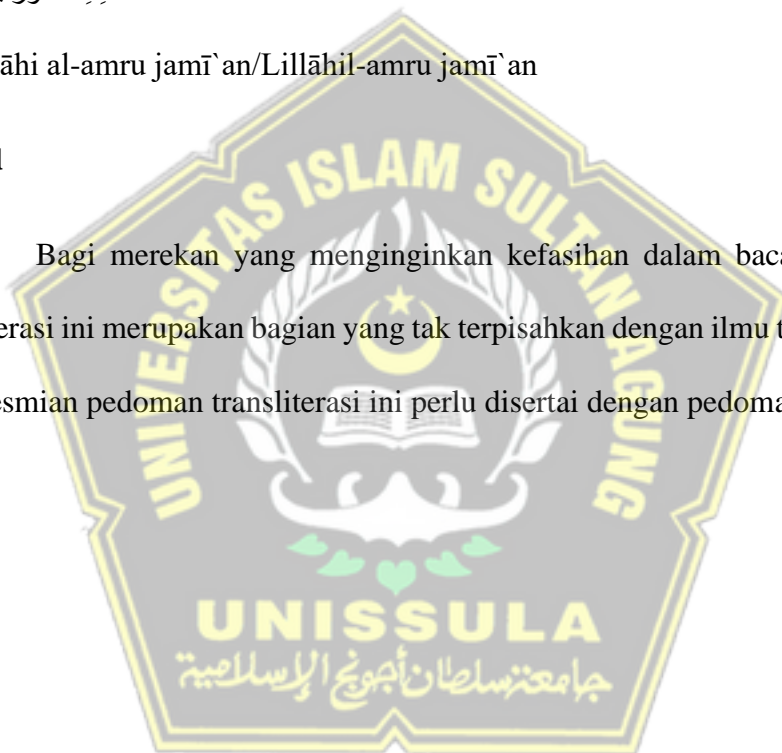 āhi al-amru jamī`an/Lillāhil-amru jamī`an
Bagi merekan yang menginginkan kefasihan dalam baca
erasi ini merupakan bagian yang tak terpisahkan dengan ilmu t
esmian pedoman transliterasi ini perlu disertai dengan pedoma
UNIVERSITAS ISLAM SULTAN AGUNG
UNISSULA
جامعة سلطان أجونج الإسلامية